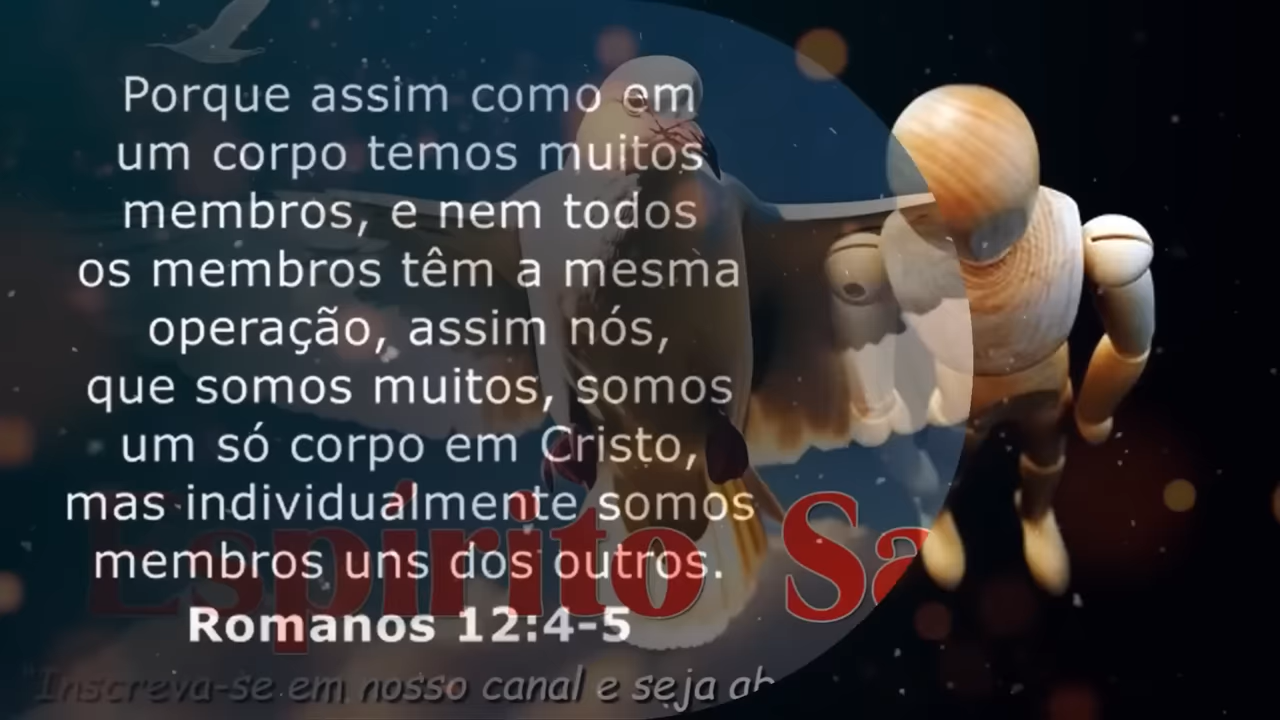 Porque assim como em
um corpo temos muitos
membros, e nem todos
os membros têm a mesma
operação, assim nós,
que somos muitos, somos
um só corpo em Cristo,
mas individualmente somos
membros uns dos outros.
Espírito Sa
Romanos 12:4-5
"Inscreva-se em nosso canal e seja ab